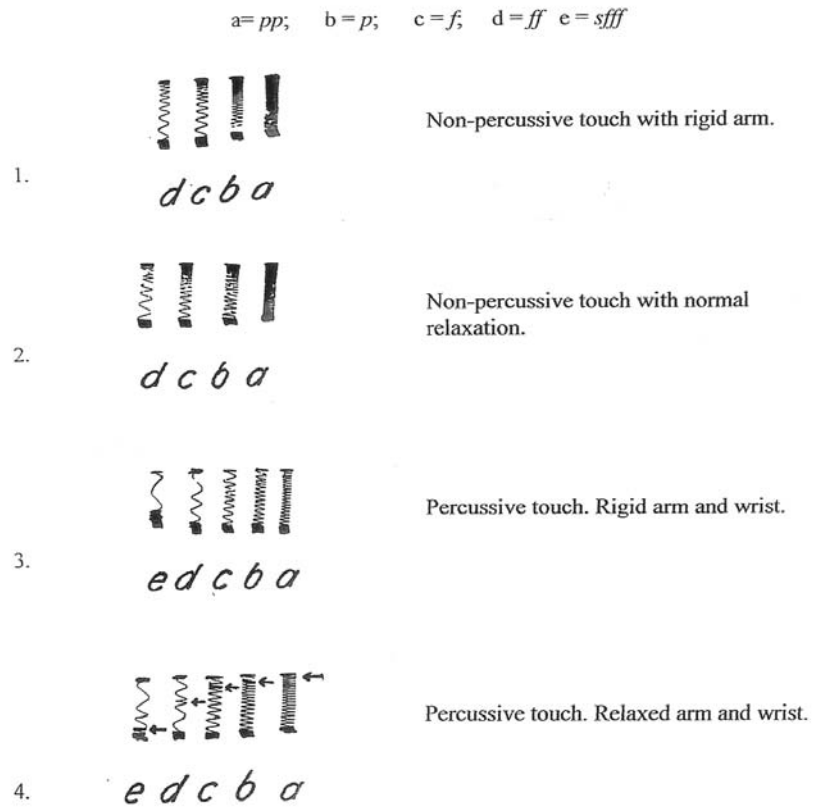 a= pp; b = p; c = f; d = ff e = sfff
Non-percussive touch with rigid arm.
1.
d c b a
Non-percussive touch with normal
relaxation.
2.
d c b a
Percussive touch. Rigid arm and wrist.
3.
e d c b a
Percussive touch. Relaxed arm and wrist.
4.
e d c b a